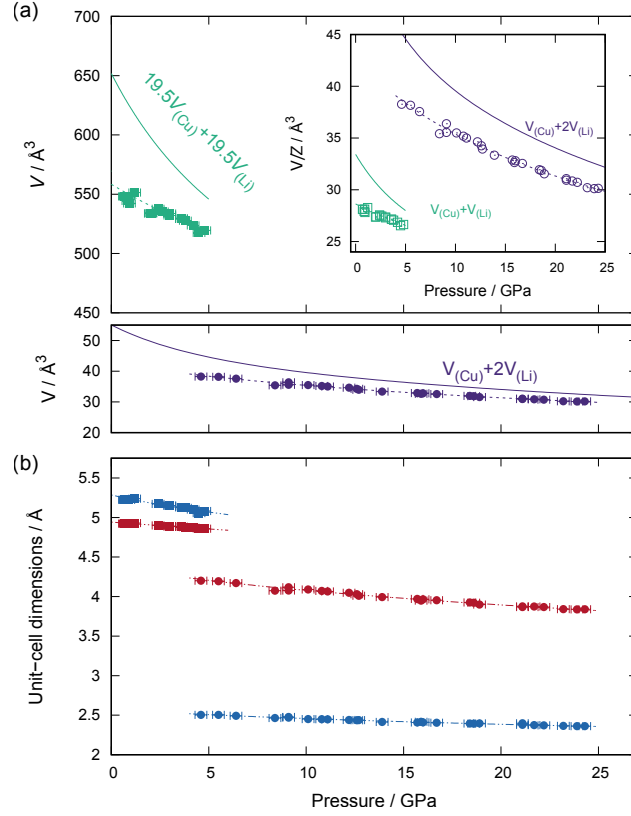 (a)
700
650
600
550
500
450
V / Å³
19.5V(Cu)+19.5V(Li)
45
40
35
30
25
V/Z / Å³
V(Cu)+2V(Li)
V(Cu)+V(Li)
0 5 10 15 20 25
Pressure / GPa
50
40
30
20
V / Å³
V(Cu)+2V(Li)
(b)
5.5
5
4.5
4
3.5
3
2.5
2
Unit−cell dimensions / Å
0 5 10 15 20 25
Pressure / GPa